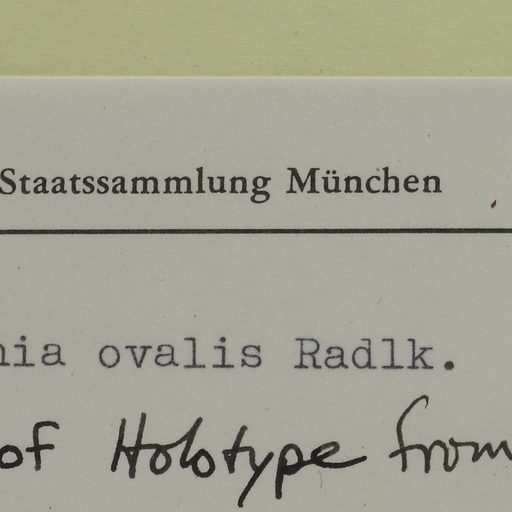 Staatssammlung München
nia ovalis Radlk.
of Holotype from